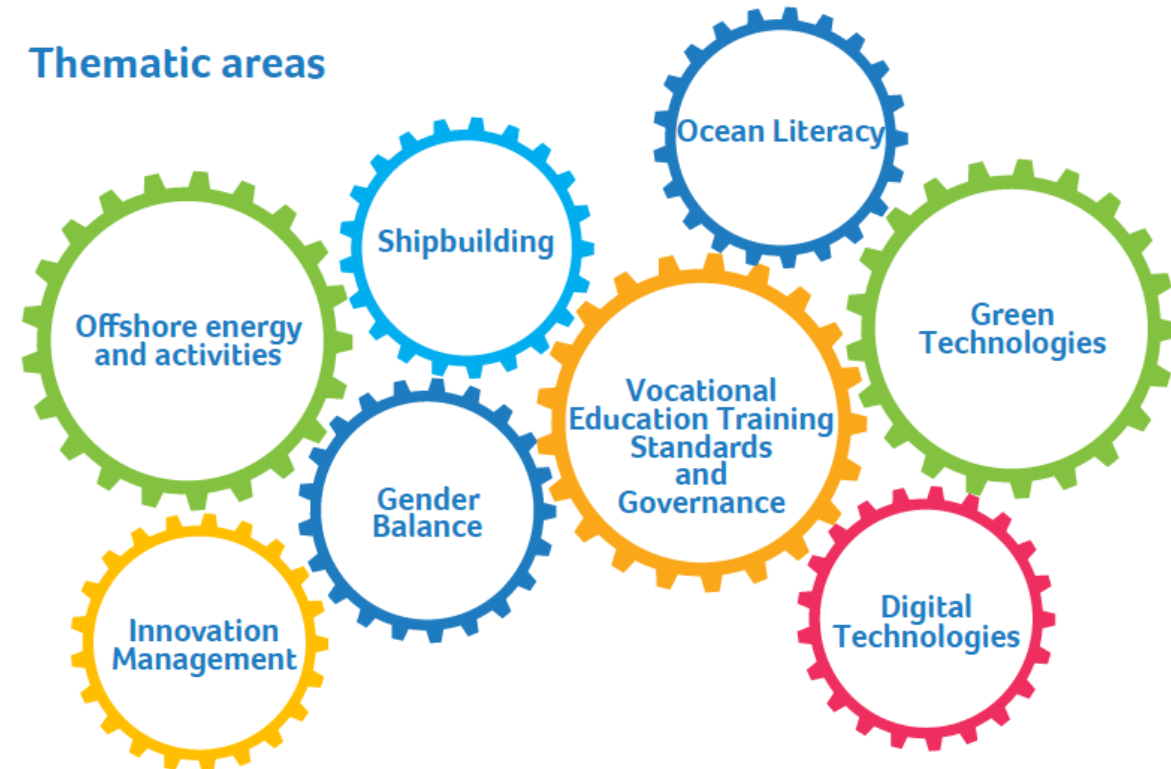 Thematic areas
Ocean Literacy
Shipbuilding
Offshore energy
and activities
Green
Technologies
Vocational
Education Training
Standards
and
Governance
Gender
Balance
Innovation
Management
Digital
Technologies